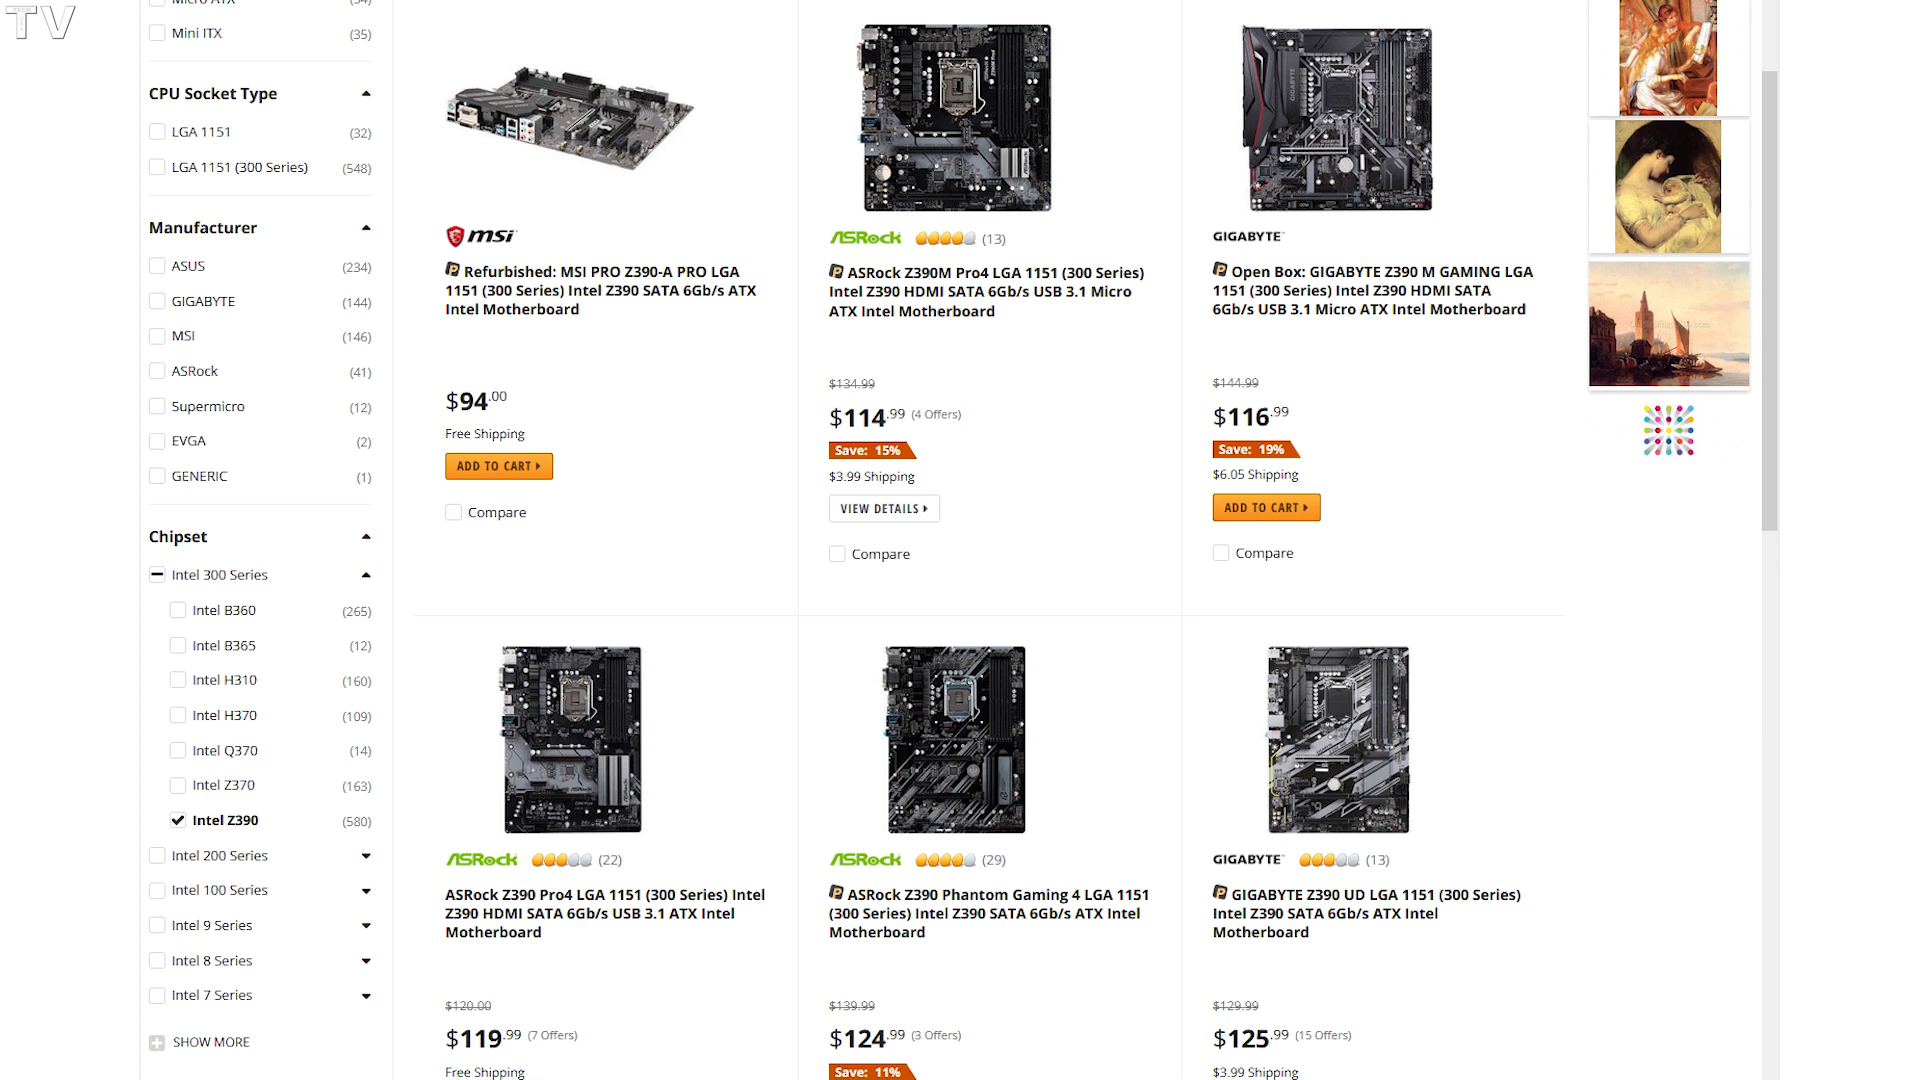 TV
Micro ATX (54)
Mini ITX (35)
CPU Socket Type
LGA 1151 (32)
LGA 1151 (300 Series) (548)
Manufacturer
ASUS (234)
GIGABYTE (144)
MSI (146)
ASRock (41)
Supermicro (12)
EVGA (2)
GENERIC (1)
Chipset
Intel 300 Series
Intel B360 (265)
Intel B365 (12)
Intel H310 (160)
Intel H370 (109)
Intel Q370 (14)
Intel Z370 (163)
Intel Z390 (580)
Intel 200 Series
Intel 100 Series
Intel 9 Series
Intel 8 Series
Intel 7 Series
SHOW MORE
msi
Refurbished: MSI PRO Z390-A PRO LGA
1151 (300 Series) Intel Z390 SATA 6Gb/s ATX
Intel Motherboard
$94.00
Free Shipping
ADD TO CART
Compare
ASRock (13)
ASRock Z390M Pro4 LGA 1151 (300 Series)
Intel Z390 HDMI SATA 6Gb/s USB 3.1 Micro
ATX Intel Motherboard
$134.99
$114.99 (4 Offers)
Save: 15%
$3.99 Shipping
VIEW DETAILS
Compare
GIGABYTE
GIGABYTE
Open Box: GIGABYTE Z390 M GAMING LGA
1151 (300 Series) Intel Z390 HDMI SATA
6Gb/s USB 3.1 Micro ATX Intel Motherboard
$144.99
$116.99
Save: 19%
$6.05 Shipping
ADD TO CART
Compare
ASRock (22)
ASRock Z390 Pro4 LGA 1151 (300 Series) Intel
Z390 HDMI SATA 6Gb/s USB 3.1 ATX Intel
Motherboard
$120.00
$119.99 (7 Offers)
Free Shipping
ASRock (29)
ASRock Z390 Phantom Gaming 4 LGA 1151
(300 Series) Intel Z390 SATA 6Gb/s ATX Intel
Motherboard
$139.99
$124.99 (3 Offers)
Save: 11%
GIGABYTE (13)
GIGABYTE Z390 UD LGA 1151 (300 Series)
Intel Z390 SATA 6Gb/s ATX Intel
Motherboard
$129.99
$125.99 (15 Offers)
$3.99 Shipping